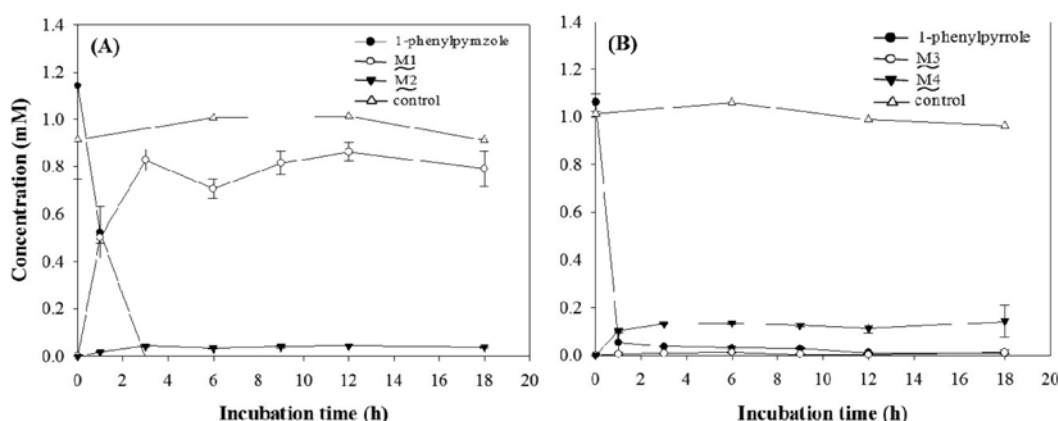 (A)
1-phenylpyrazole
M1
M2
control
Concentration (mM)
1.4
1.2
1.0
0.8
0.6
0.4
0.2
0.0
0 2 4 6 8 10 12 14 16 18 20
Incubation time (h)
(B)
1-phenylpyrrole
M3
M4
control
1.4
1.2
1.0
0.8
0.6
0.4
0.2
0.0
0 2 4 6 8 10 12 14 16 18 20
Incubation time (h)